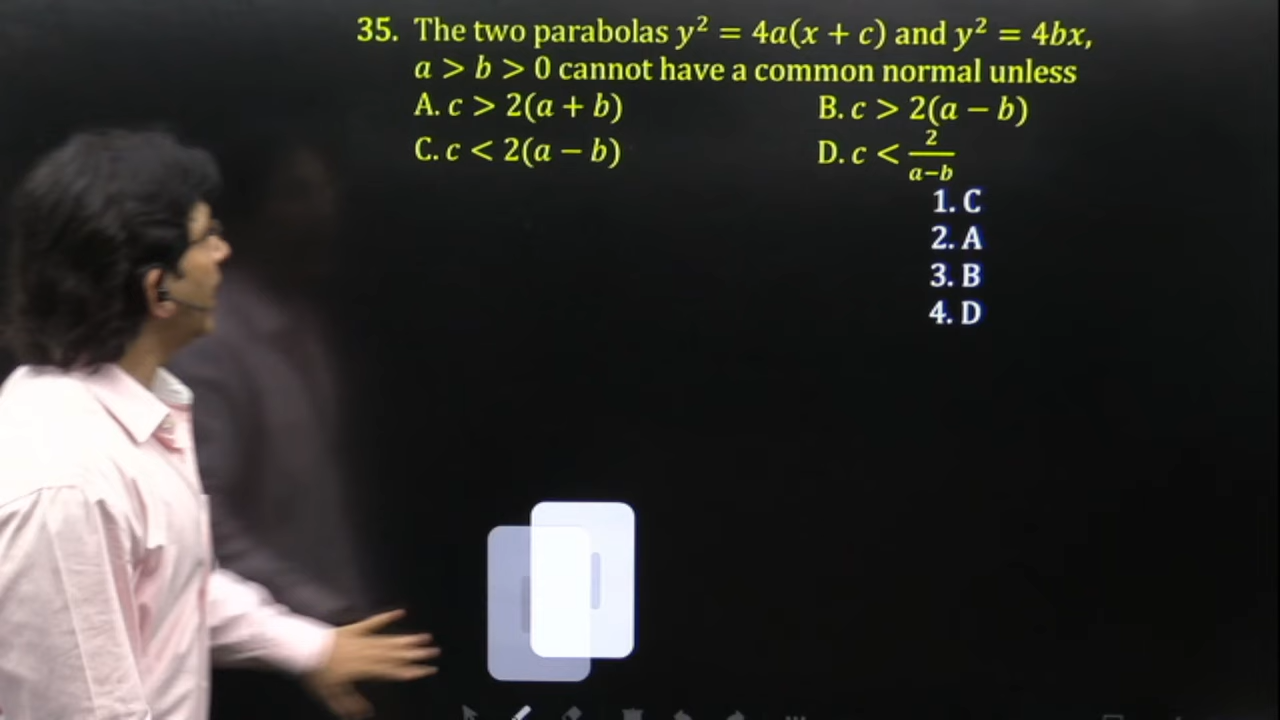 35. The two parabolas y² = 4a(x + c) and y² = 4bx,
a > b > 0 cannot have a common normal unless
A. c > 2(a + b) B. c > 2(a − b)
C. c < 2(a − b) D. c < 2/(a−b)
1. C
2. A
3. B
4. D